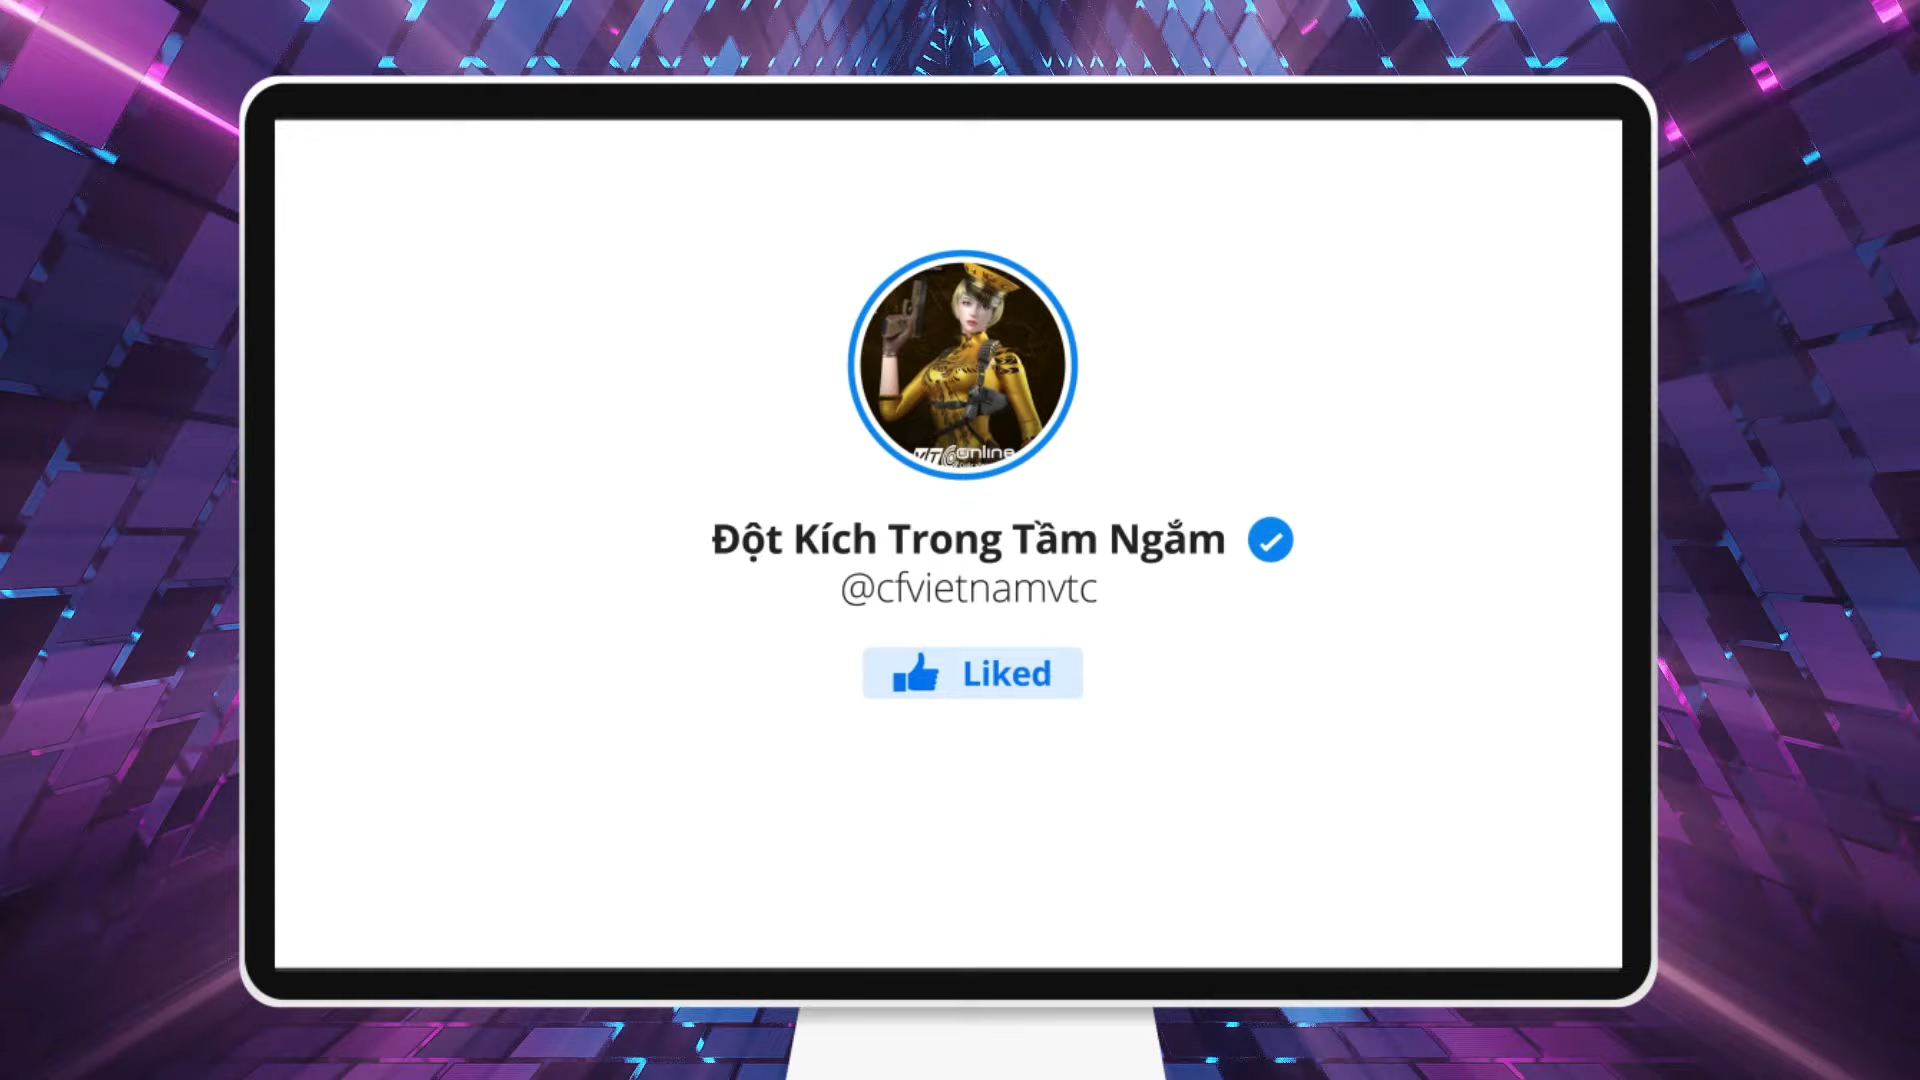 VTC online
Đột Kích Trong Tầm Ngắm
@cfvietnamvtc
Liked